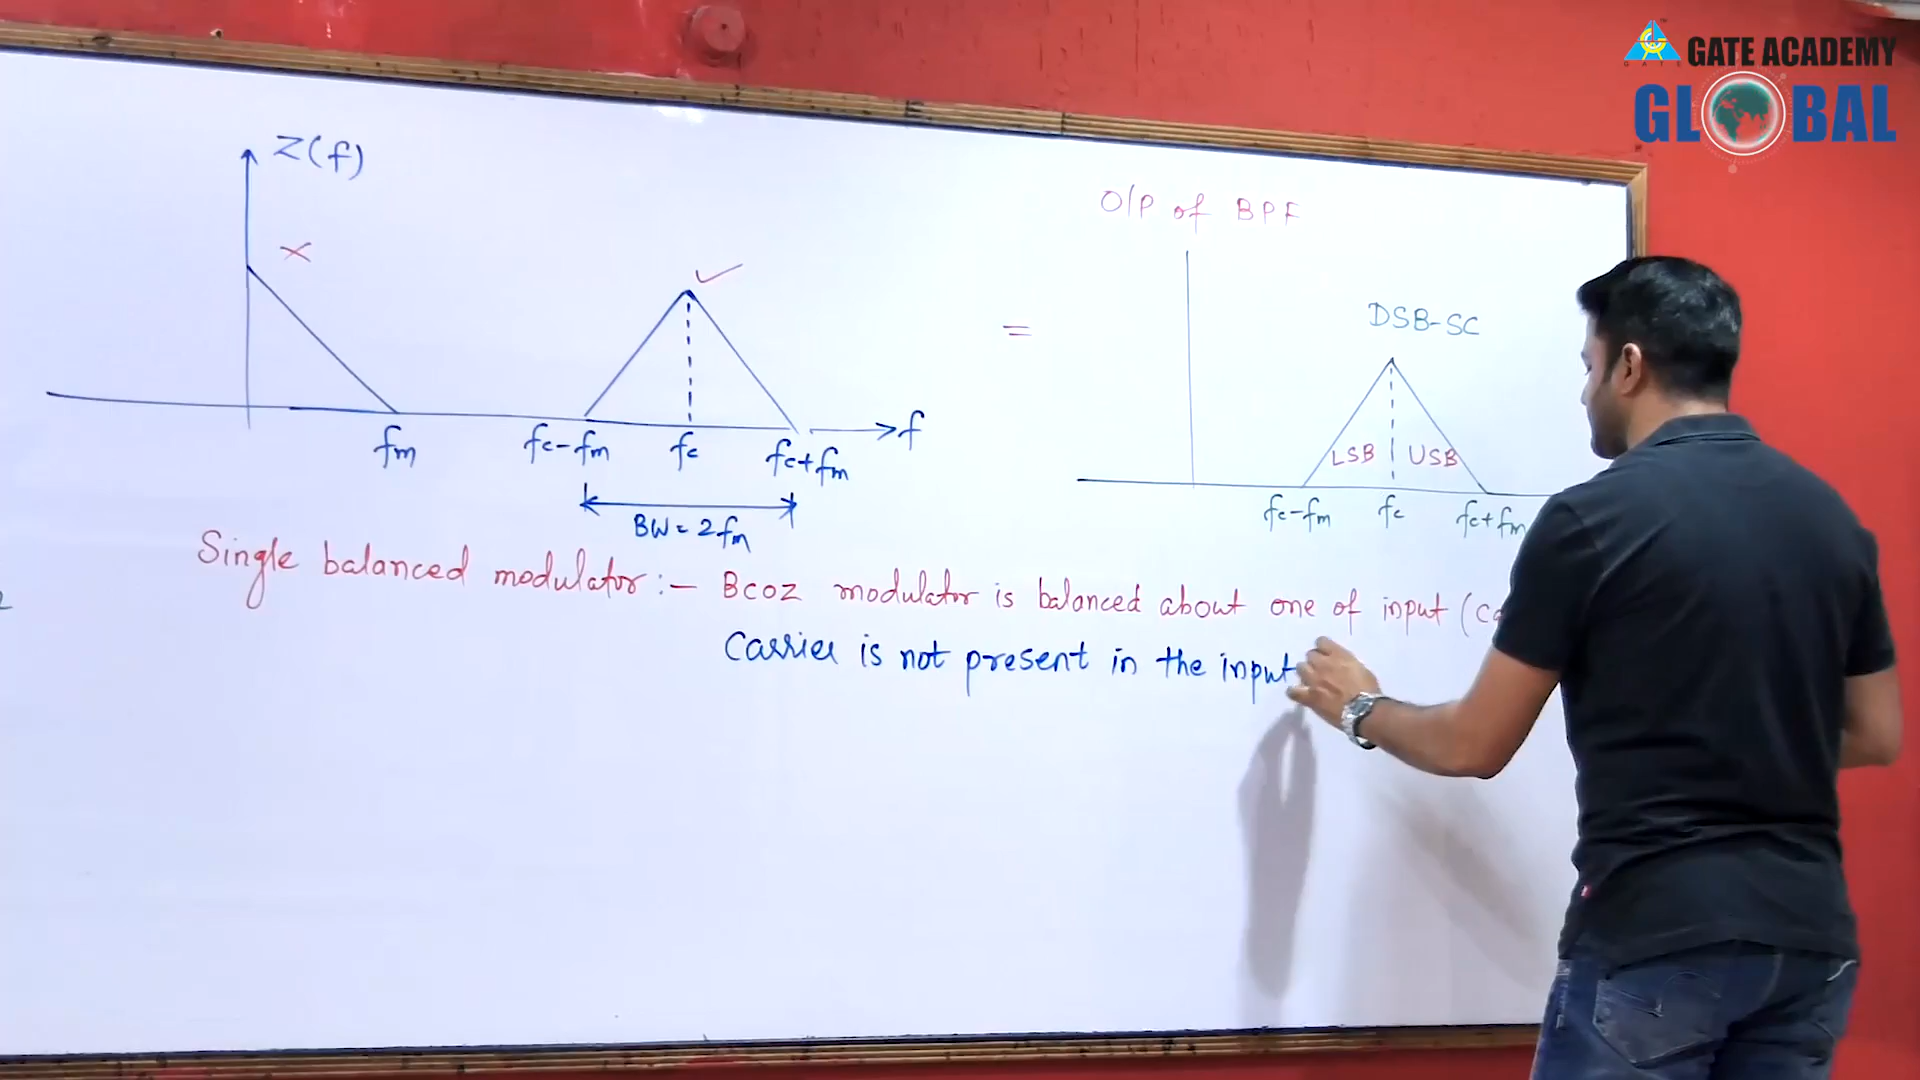 GATE ACADEMY
GLOBAL
Z(f)
O/P of BPF
DSB-SC
=
LSB USB
fm fc-fm fc fc+fm f
fc-fm fc fc+fm
BW = 2fm
Single balanced modulator :- Bcoz modulator is balanced about one of input (
Carrier is not present in the input